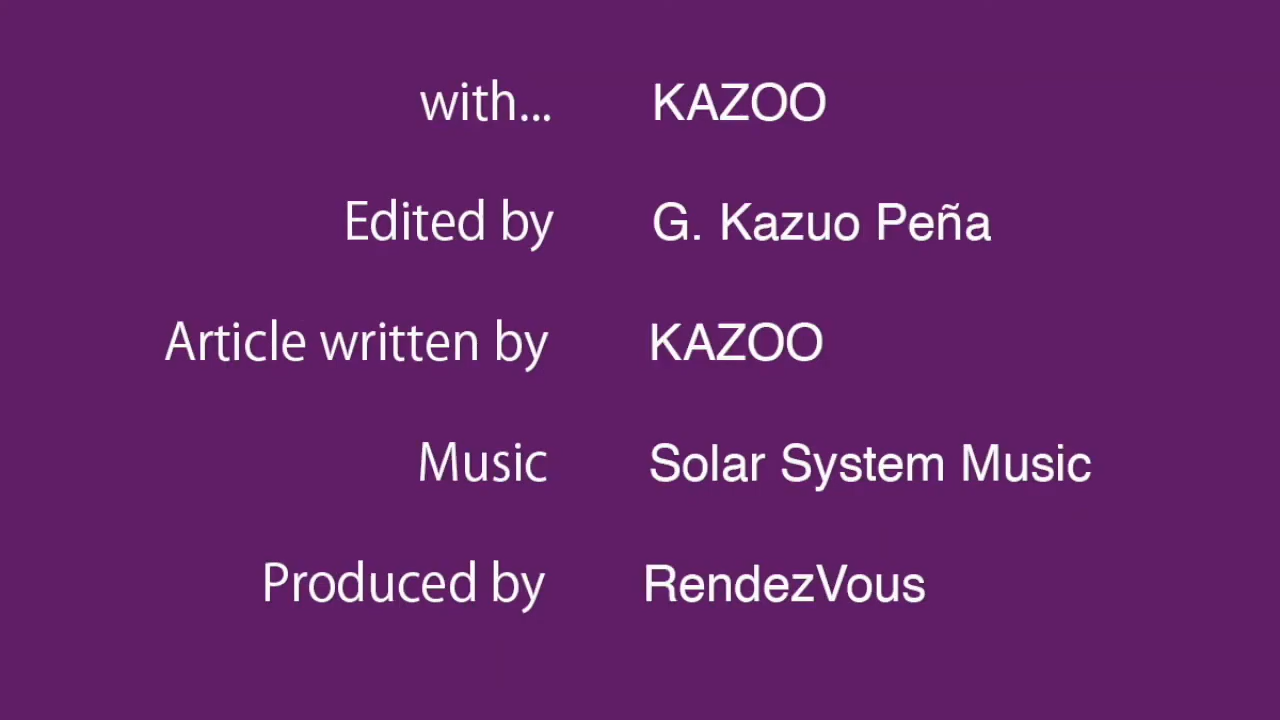 with... KAZOO
Edited by G. Kazuo Peña
Article written by KAZOO
Music Solar System Music
Produced by RendezVous